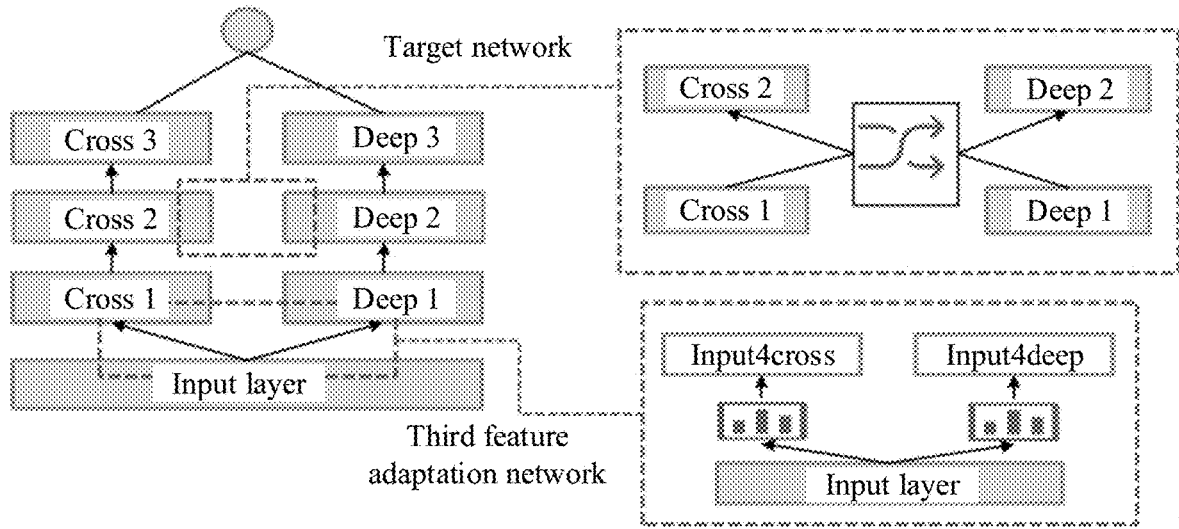 Target network
Cross 3
Deep 3
Cross 2
Deep 2
Cross 1
Deep 1
Input layer
Third feature
adaptation network
Cross 2
Deep 2
Cross 1
Deep 1
Input4cross
Input4deep
Input layer